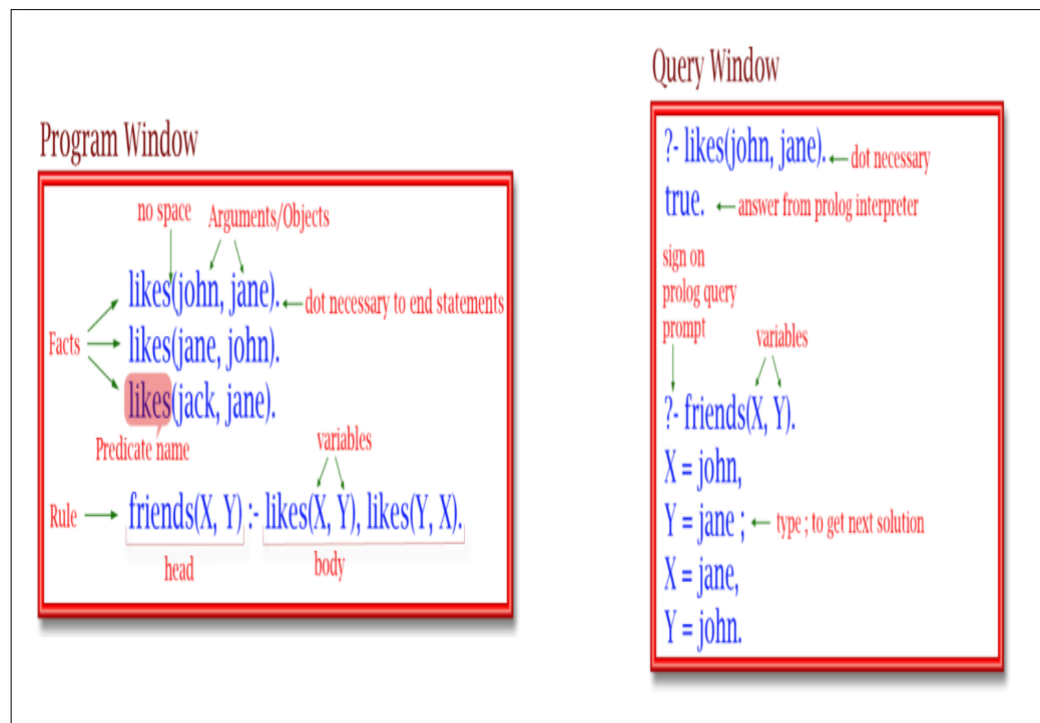 Program Window
no space
Arguments/Objects
likes(john, jane).
dot necessary to end statements
Facts
likes(jane, john).
likes(jack, jane).
Predicate name
variables
Rule
friends(X, Y) :- likes(X, Y), likes(Y, X).
head
body
Query Window
?- likes(john, jane).
dot necessary
true.
answer from prolog interpreter
sign on
prolog query
prompt
variables
?- friends(X, Y).
X = john,
Y = jane ;
type ; to get next solution
X = jane,
Y = john.